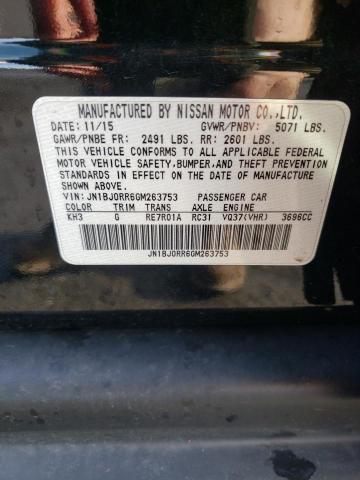 MANUFACTURED BY NISSAN MOTOR CO.,LTD.
DATE: 11/15 GVWR/PNBV: 5071 LBS.
GAWR/PNBE FR: 2491 LBS. RR: 2601 LBS.
THIS VEHICLE CONFORMS TO ALL APPLICABLE FEDERAL
MOTOR VEHICLE SAFETY, BUMPER, AND THEFT PREVENTION
STANDARDS IN EFFECT ON THE DATE OF MANUFACTURE
SHOWN ABOVE.
VIN: JN1BJ0RR6GM263753 PASSENGER CAR
COLOR TRIM TRANS AXLE ENGINE
KH3 G RE7R01A RC31 VQ37(VHR) 3696CC
JN1BJ0RR6GM263753